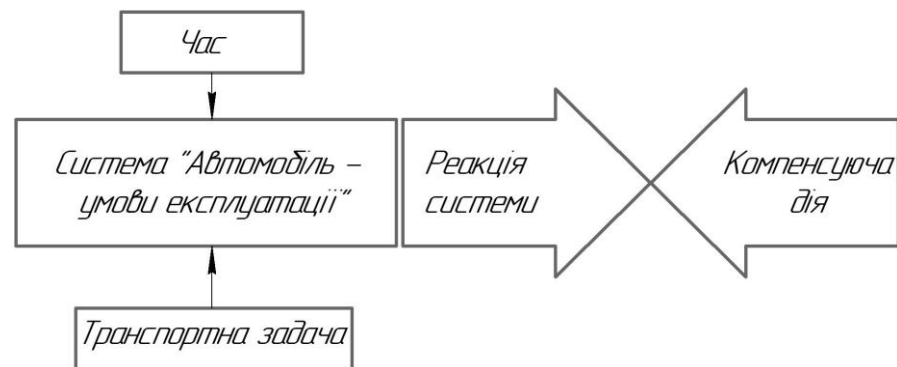 Час
Система "Автомобіль –
умови експлуатації"
Реакція
системи
Компенсуюча
дія
Транспортна задача